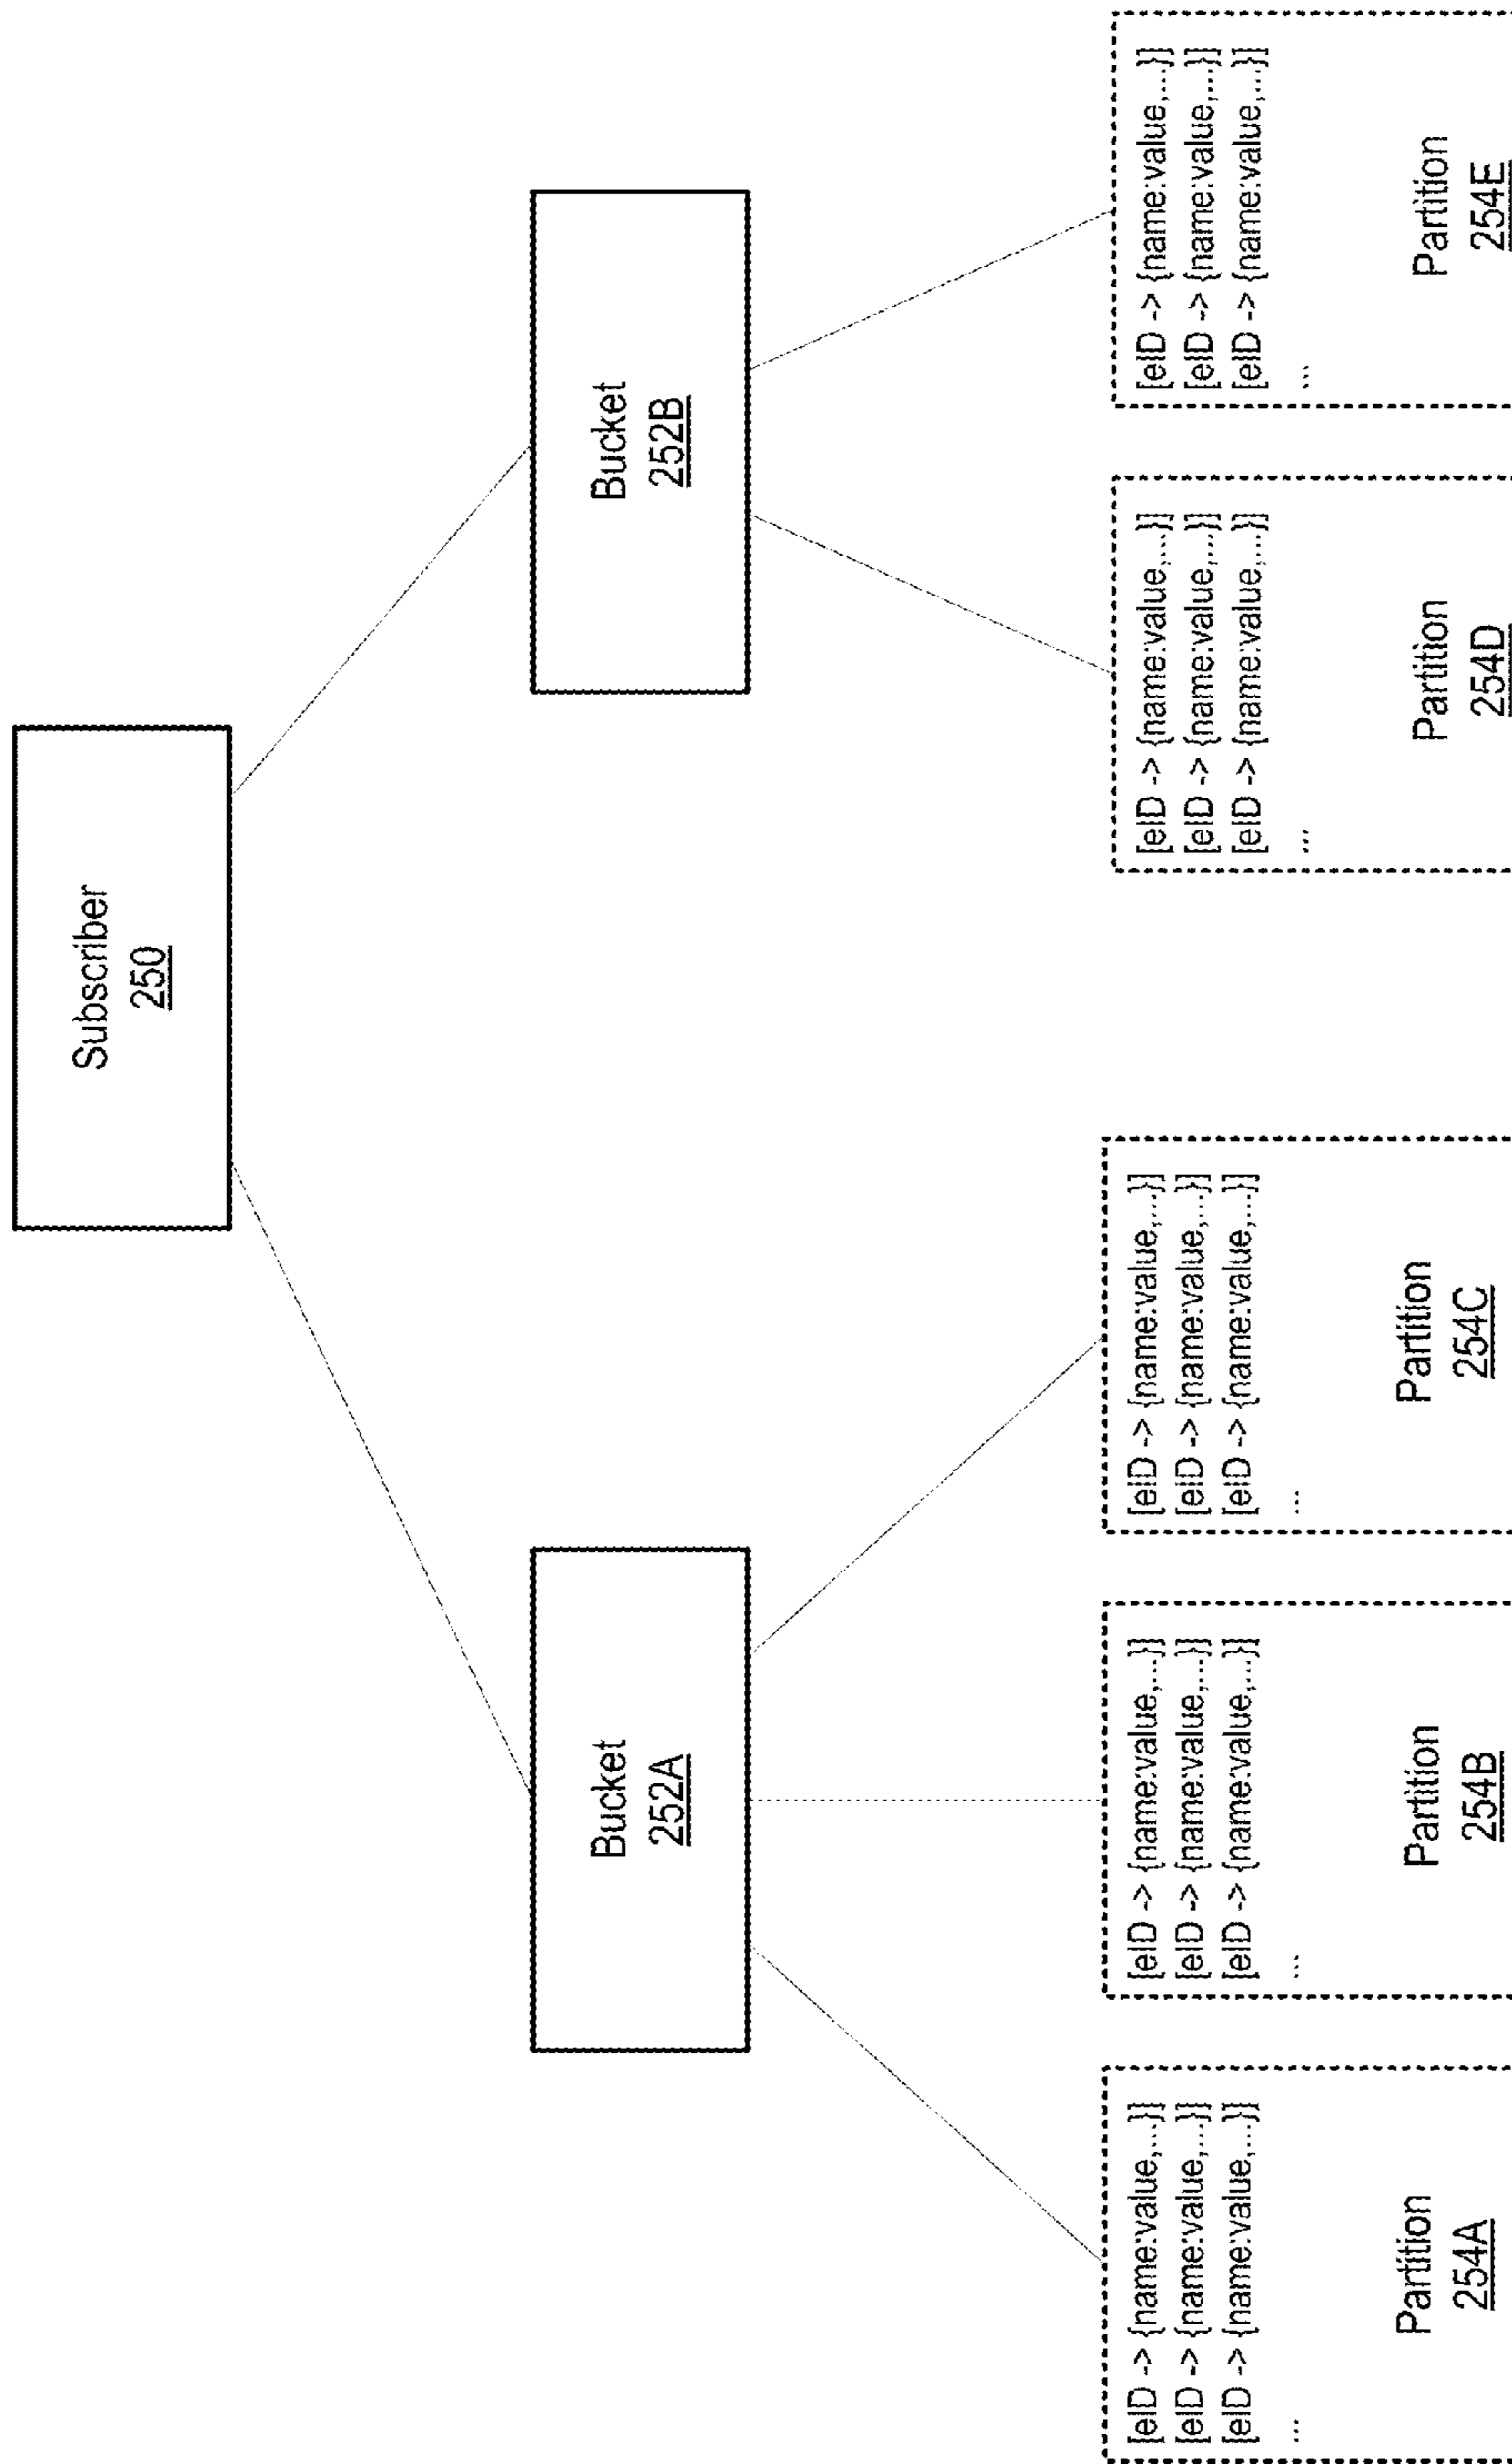 Subscriber
250
Bucket
252A
Bucket
252B
[eID -> {name:value,...}]
[eID -> {name:value,...}]
[eID -> {name:value,...}]
...
Partition
254A
[eID -> {name:value,...}]
[eID -> {name:value,...}]
[eID -> {name:value,...}]
...
Partition
254B
[eID -> {name:value,...}]
[eID -> {name:value,...}]
[eID -> {name:value,...}]
...
Partition
254C
[eID -> {name:value,...}]
[eID -> {name:value,...}]
[eID -> {name:value,...}]
...
Partition
254D
[eID -> {name:value,...}]
[eID -> {name:value,...}]
[eID -> {name:value,...}]
...
Partition
254E